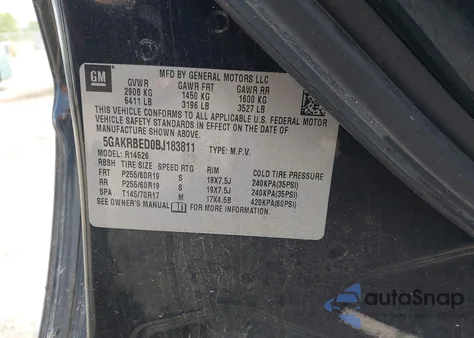 GM
MFD BY GENERAL MOTORS LLC
GVWR GAWR FRT GAWR RR
2908 KG 1450 KG 1600 KG
6411 LB 3196 LB 3527 LB
THIS VEHICLE CONFORMS TO ALL APPLICABLE U.S. FEDERAL MOTOR
VEHICLE SAFETY STANDARDS IN EFFECT ON THE DATE OF
MANUFACTURE SHOWN ABOVE.
5GAKRBED0BJ183811 TYPE: M.P.V.
MODEL: R14526
RBBH TIRE SIZE SPEED RTG RIM COLD TIRE PRESSURE
FRT P255/60R19 S 19X7.5J 240KPA(35PSI)
RR P255/60R19 S 19X7.5J 240KPA(35PSI)
SPA T145/70R17 M 17X4.5B 420KPA(60PSI)
SEE OWNER'S MANUAL FOR MORE INFORMATION.
autoSnap